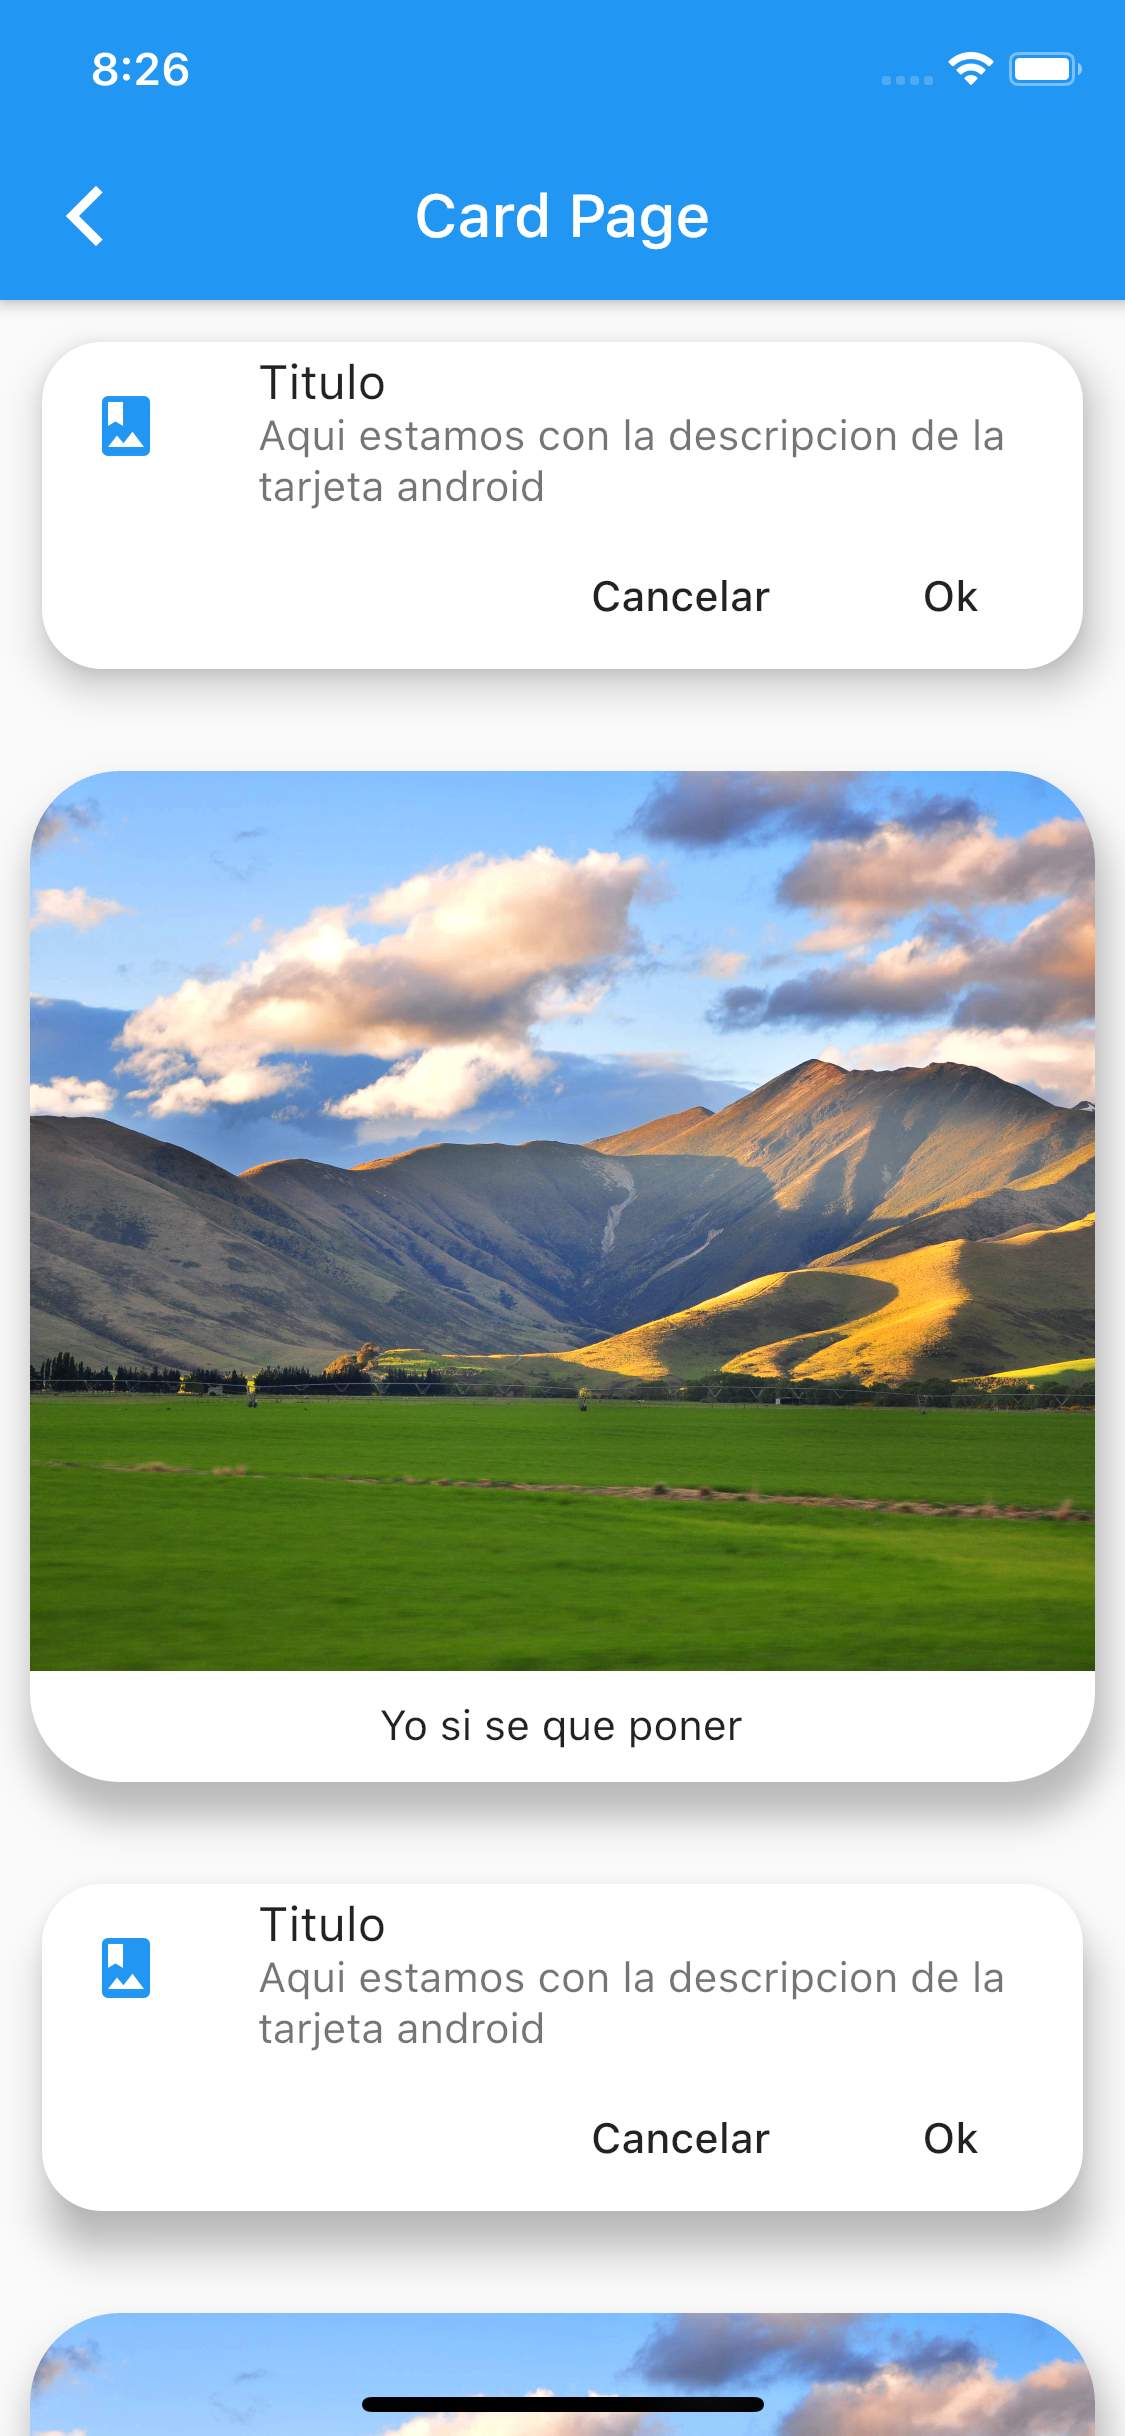 8:26
Card Page
Titulo
Aqui estamos con la descripcion de la
tarjeta android
Cancelar Ok
Yo si se que poner
Titulo
Aqui estamos con la descripcion de la
tarjeta android
Cancelar Ok